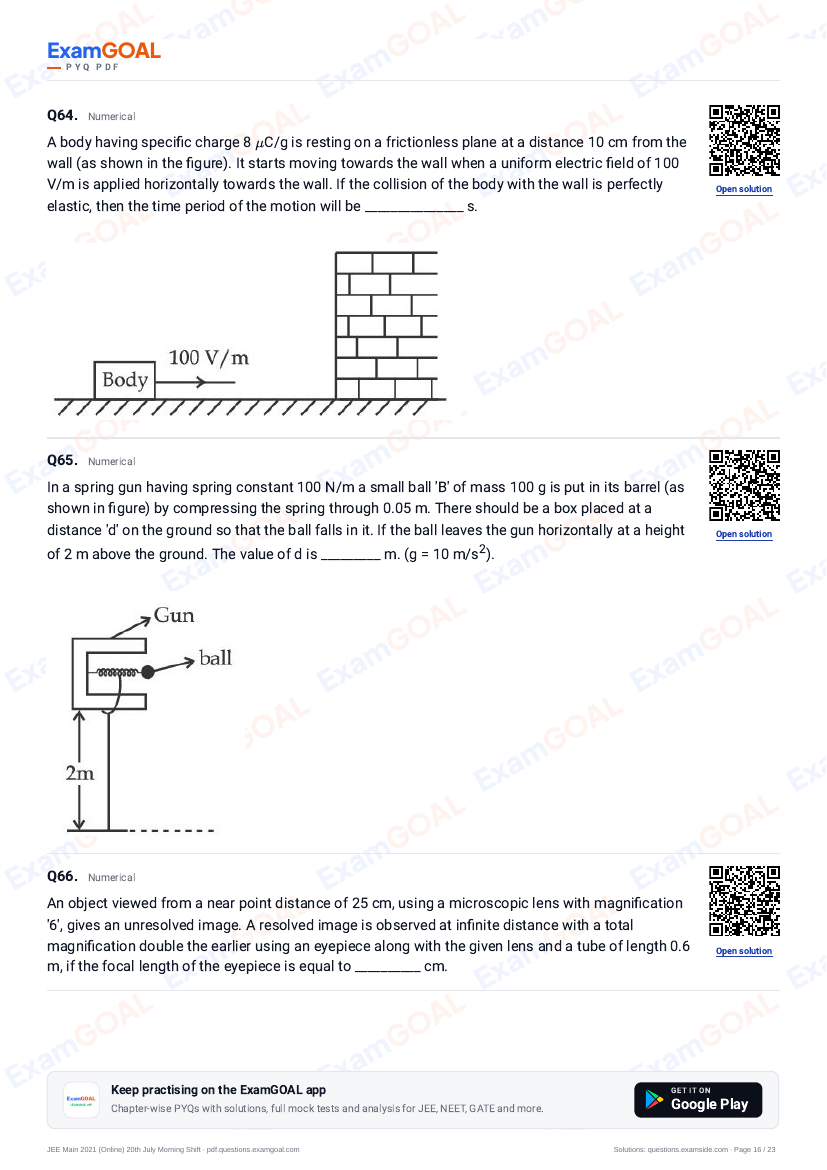 ExamGOAL
PYQ PDF
Q64. Numerical
A body having specific charge 8 μC/g is resting on a frictionless plane at a distance 10 cm from the
wall (as shown in the figure). It starts moving towards the wall when a uniform electric field of 100
V/m is applied horizontally towards the wall. If the collision of the body with the wall is perfectly
elastic, then the time period of the motion will be ______________ s.
Open solution
100 V/m
Body
Q65. Numerical
In a spring gun having spring constant 100 N/m a small ball 'B' of mass 100 g is put in its barrel (as
shown in figure) by compressing the spring through 0.05 m. There should be a box placed at a
distance 'd' on the ground so that the ball falls in it. If the ball leaves the gun horizontally at a height
of 2 m above the ground. The value of d is _________ m. (g = 10 m/s²).
Open solution
Gun
ball
2m
Q66. Numerical
An object viewed from a near point distance of 25 cm, using a microscopic lens with magnification
'6', gives an unresolved image. A resolved image is observed at infinite distance with a total
magnification double the earlier using an eyepiece along with the given lens and a tube of length 0.6
m, if the focal length of the eyepiece is equal to __________ cm.
Open solution
Keep practising on the ExamGOAL app
Chapter-wise PYQs with solutions, full mock tests and analysis for JEE, NEET, GATE and more.
GET IT ON
Google Play
JEE Main 2021 (Online) 20th July Morning Shift · pdf.questions.examgoal.com
Solutions: questions.examside.com · Page 16 / 23